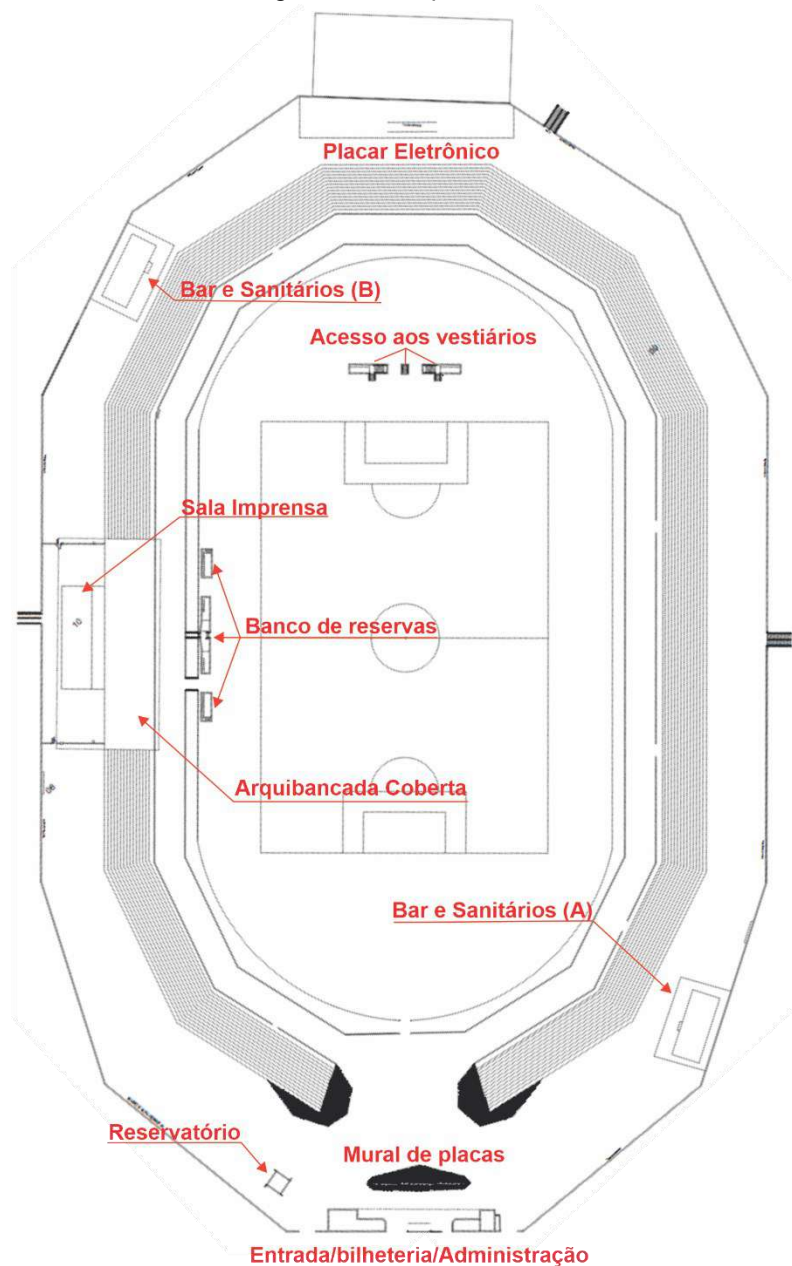 Placar Eletrônico
Bar e Sanitários (B)
Acesso aos vestiários
Sala Imprensa
Banco de reservas
Arquibancada Coberta
Bar e Sanitários (A)
Reservatório
Mural de placas
Entrada/bilheteria/Administração